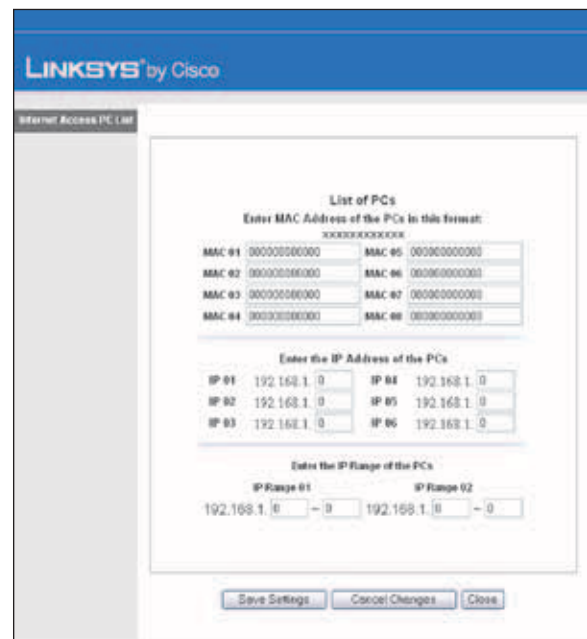 LINKSYS® by Cisco
Internet Access PC List
List of PCs
Enter MAC Address of the PCs in this format:
xxxxxxxxxxxx
MAC 01 000000000000 MAC 05 000000000000
MAC 02 000000000000 MAC 06 000000000000
MAC 03 000000000000 MAC 07 000000000000
MAC 04 000000000000 MAC 08 000000000000
Enter the IP Address of the PCs
IP 01 192.168.1. 0 IP 04 192.168.1. 0
IP 02 192.168.1. 0 IP 05 192.168.1. 0
IP 03 192.168.1. 0 IP 06 192.168.1. 0
Enter the IP Range of the PCs
IP Range 01 IP Range 02
192.168.1. 0 ~ 0 192.168.1. 0 ~ 0
Save Settings Cancel Changes Close